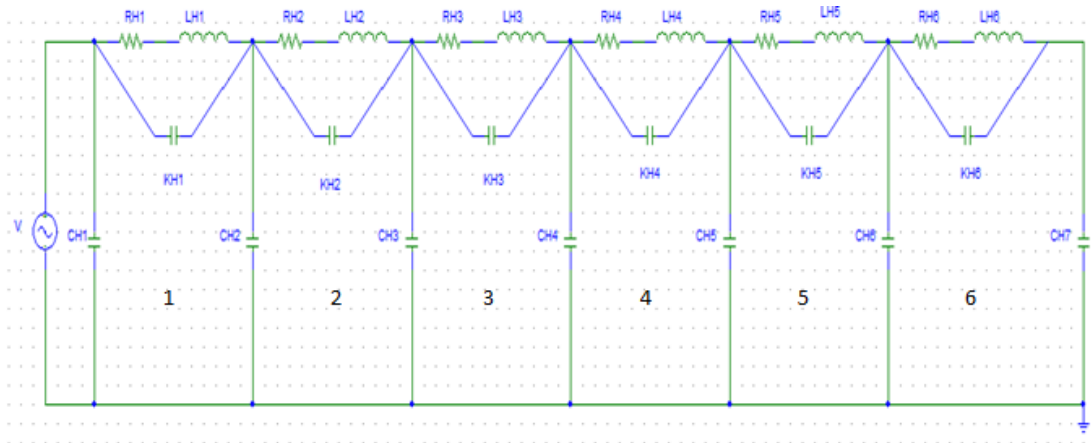 RH1 LH1 RH2 LH2 RH3 LH3 RH4 LH4 RH5 LH5 RH6 LH6
KH1 KH2 KH3 KH4 KH5 KH6
V CH1 CH2 CH3 CH4 CH5 CH6 CH7
1 2 3 4 5 6